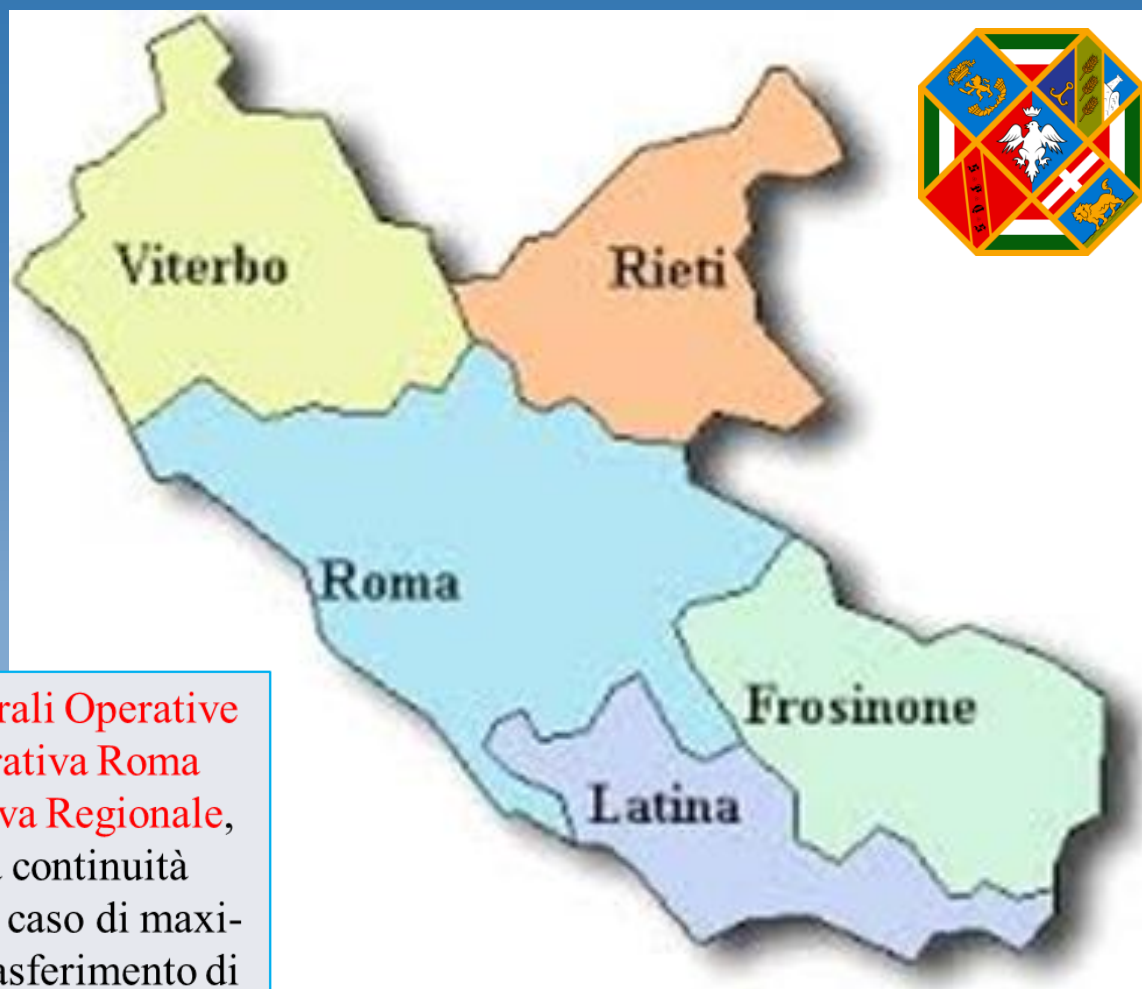 Viterbo
Rieti
Roma
Frosinone
Latina
S.P.Q.S
rali Operative
rativa Roma
va Regionale,
continuità
caso di maxi-
asferimento di